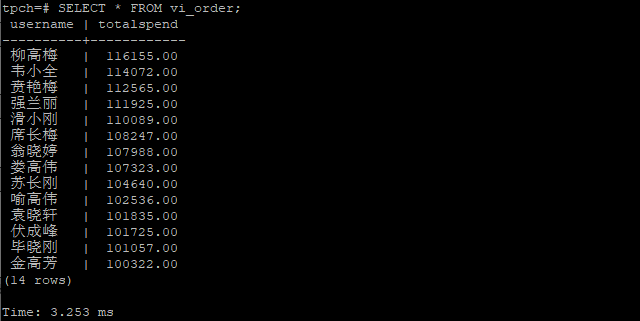 tpch=# SELECT * FROM vi_order;
 username | totalspend
----------+------------
 柳高梅   |  116155.00
 韦小全   |  114072.00
 贲艳梅   |  112565.00
 强兰丽   |  111925.00
 滑小刚   |  110089.00
 席长梅   |  108247.00
 翁晓婷   |  107988.00
 娄高伟   |  107323.00
 苏长刚   |  104640.00
 喻高伟   |  102536.00
 袁晓轩   |  101835.00
 伏成峰   |  101725.00
 毕晓刚   |  101057.00
 金高芳   |  100322.00
(14 rows)
Time: 3.253 ms